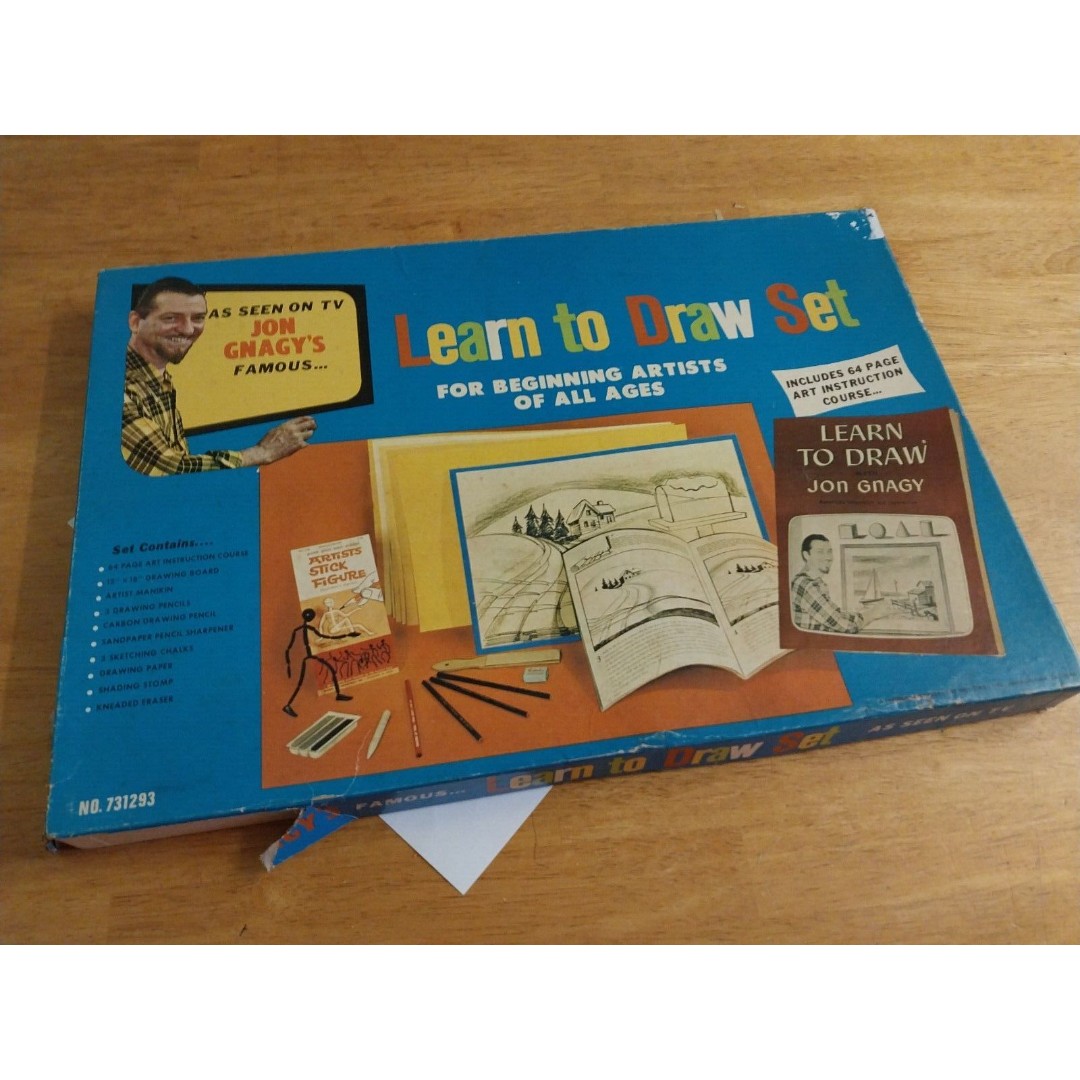 AS SEEN ON TV
JON
GNAGY'S
FAMOUS...
Learn to Draw Set
FOR BEGINNING ARTISTS
OF ALL AGES
INCLUDES 64 PAGE
ART INSTRUCTION
COURSE...
LEARN
TO DRAW
JON GNAGY
ARTISTS
STICK
FIGURE
Set Contains....
64 PAGE ART INSTRUCTION COURSE
DRAWING BOARD
ARTIST MANIKIN
3 DRAWING PENCILS
CARBON DRAWING PENCIL
SANDPAPER PENCIL SHARPENER
3 SKETCHING CHALKS
DRAWING PAPER
SHADING STOMP
KNEADED ERASER
NO. 731293
GY'S FAMOUS... Learn to Draw Set AS SEEN ON TV